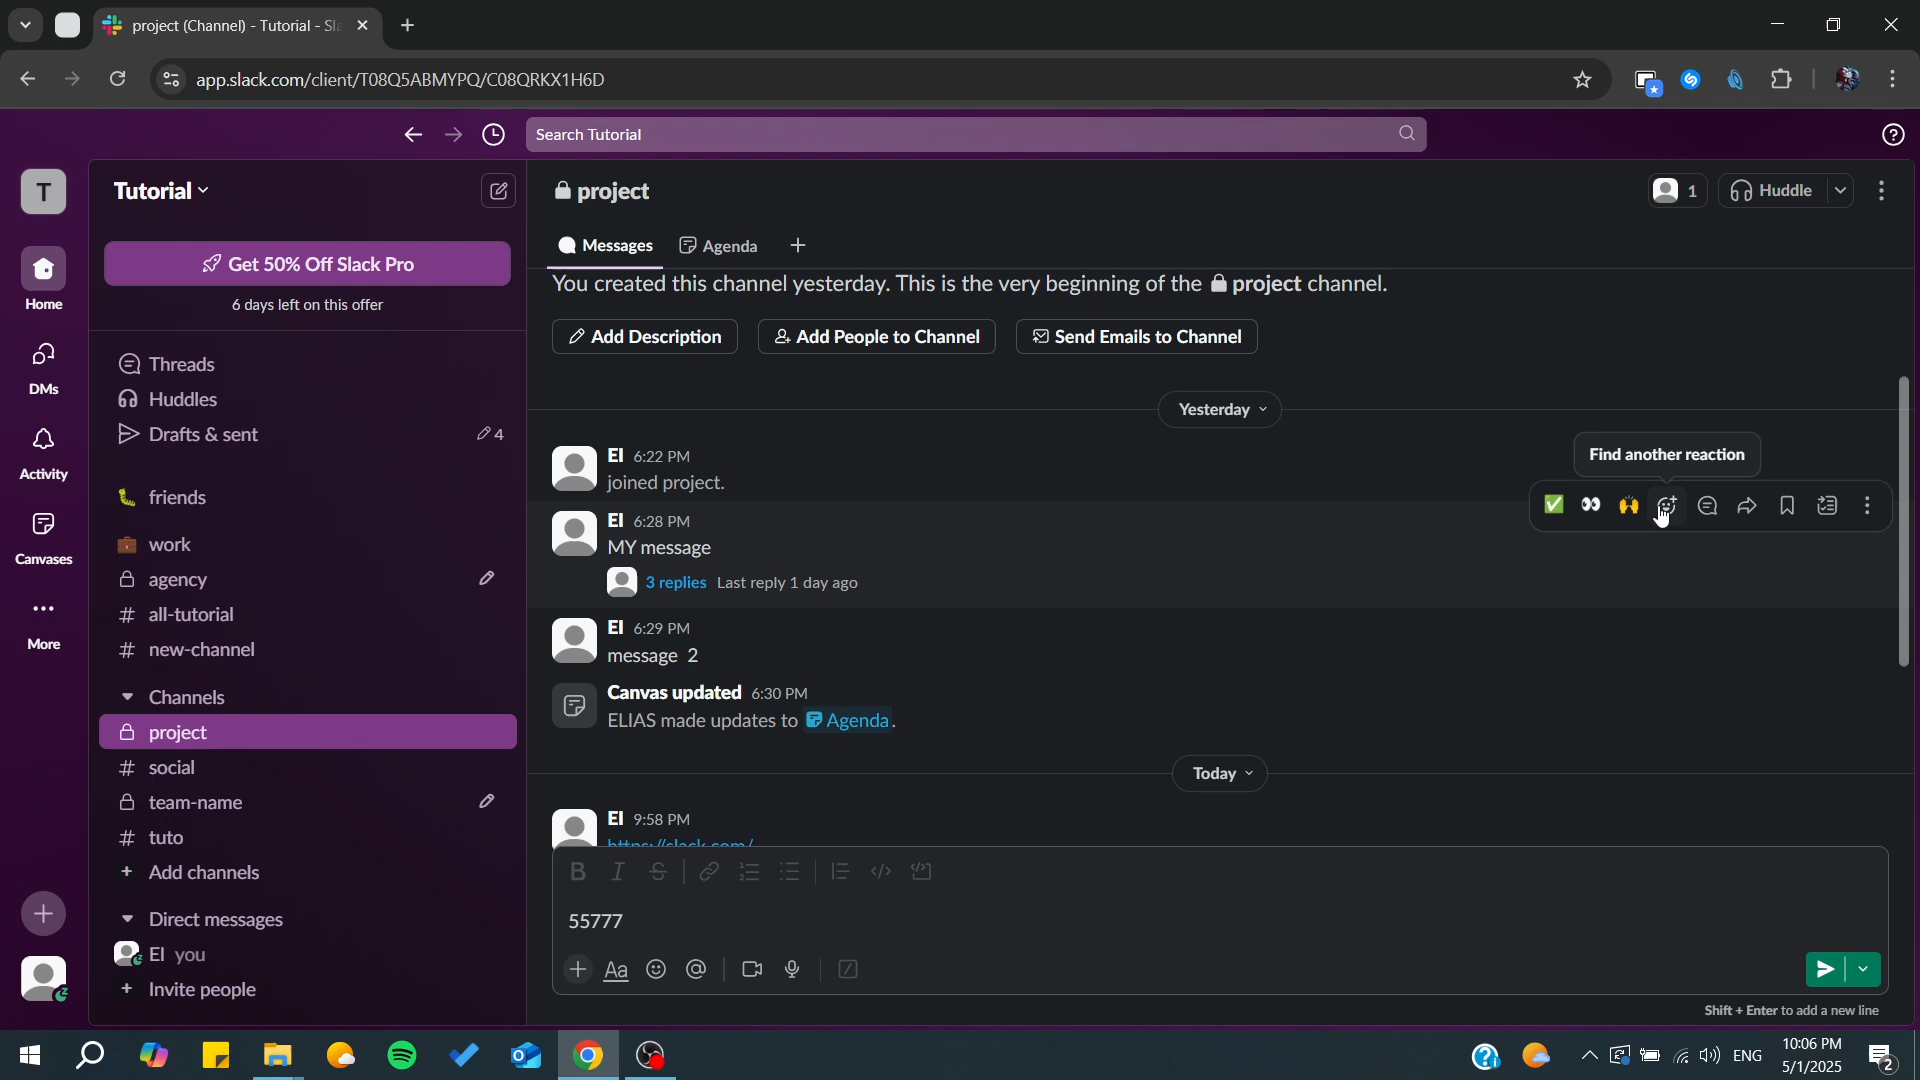 project (Channel) - Tutorial - Sl
app.slack.com/client/T08Q5ABMYPQ/C08QRKX1H6D
Search Tutorial
T
Home
DMs
Activity
Canvases
More
Tutorial
Get 50% Off Slack Pro
6 days left on this offer
Threads
Huddles
Drafts & sent 4
friends
work
agency
all-tutorial
new-channel
Channels
project
social
team-name
tuto
Add channels
Direct messages
El you
Invite people
project
1
Huddle
Messages
Agenda
You created this channel yesterday. This is the very beginning of the project channel.
Add Description
Add People to Channel
Send Emails to Channel
Yesterday
El 6:22 PM
joined project.
Find another reaction
El 6:28 PM
MY message
3 replies Last reply 1 day ago
El 6:29 PM
message 2
Canvas updated 6:30 PM
ELIAS made updates to Agenda.
Today
El 9:58 PM
https://slack.com/
55777
Aa
Shift + Enter to add a new line
ENG
10:06 PM
5/1/2025
2